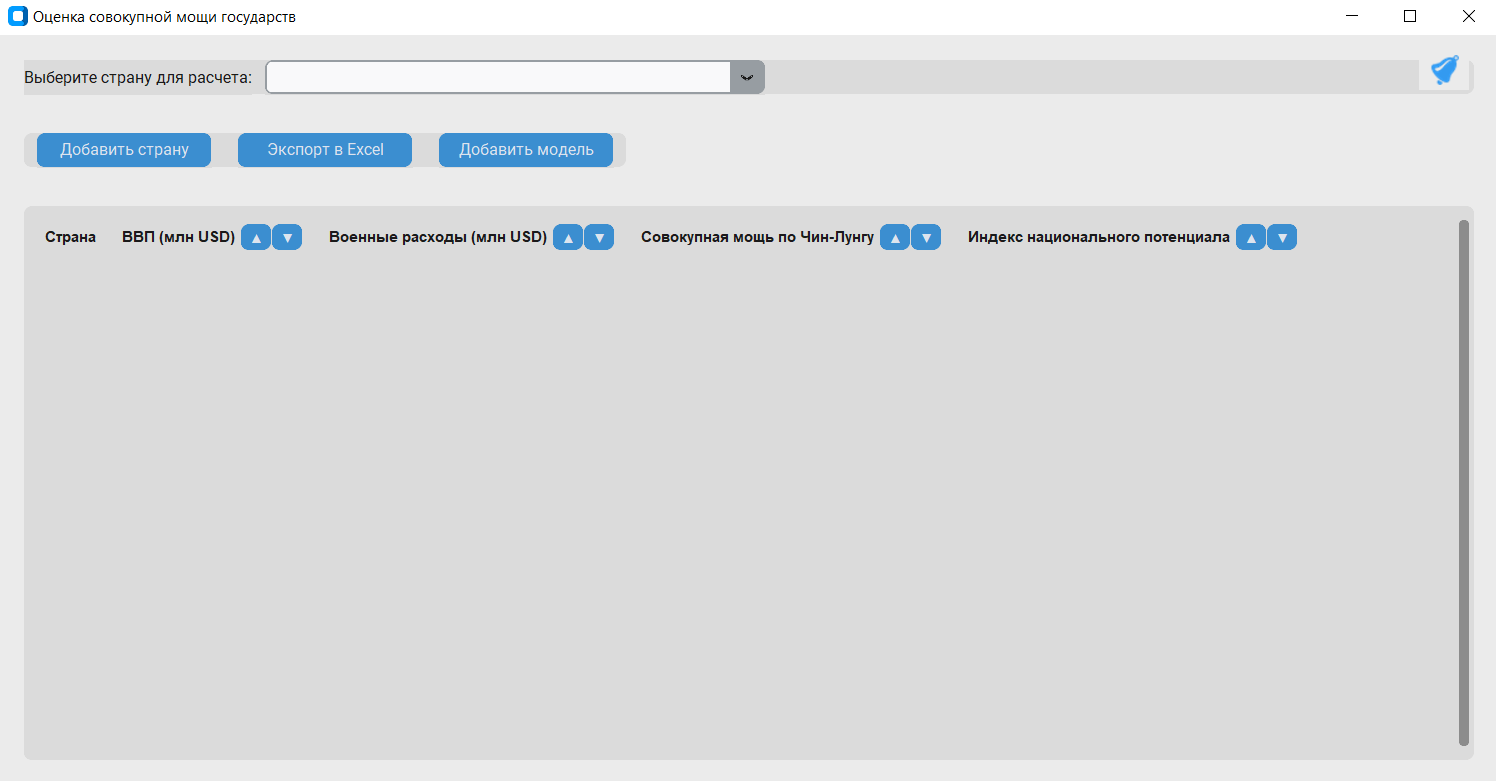 Оценка совокупной мощи государств
Выберите страну для расчета:
Добавить страну Экспорт в Excel Добавить модель
Страна ВВП (млн USD) ▲ ▼ Военные расходы (млн USD) ▲ ▼ Совокупная мощь по Чин-Лунгу ▲ ▼ Индекс национального потенциала ▲ ▼